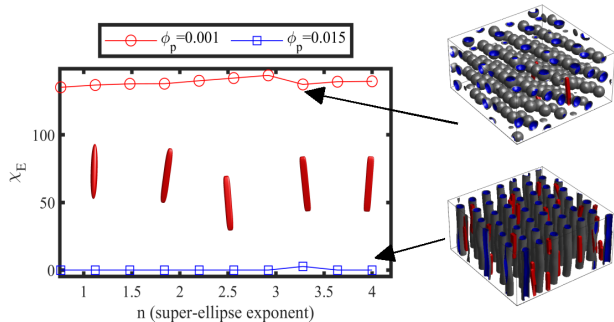 ϕp=0.001 ϕp=0.015
χE
100
50
0
1 1.5 2 2.5 3 3.5 4
n (super-ellipse exponent)